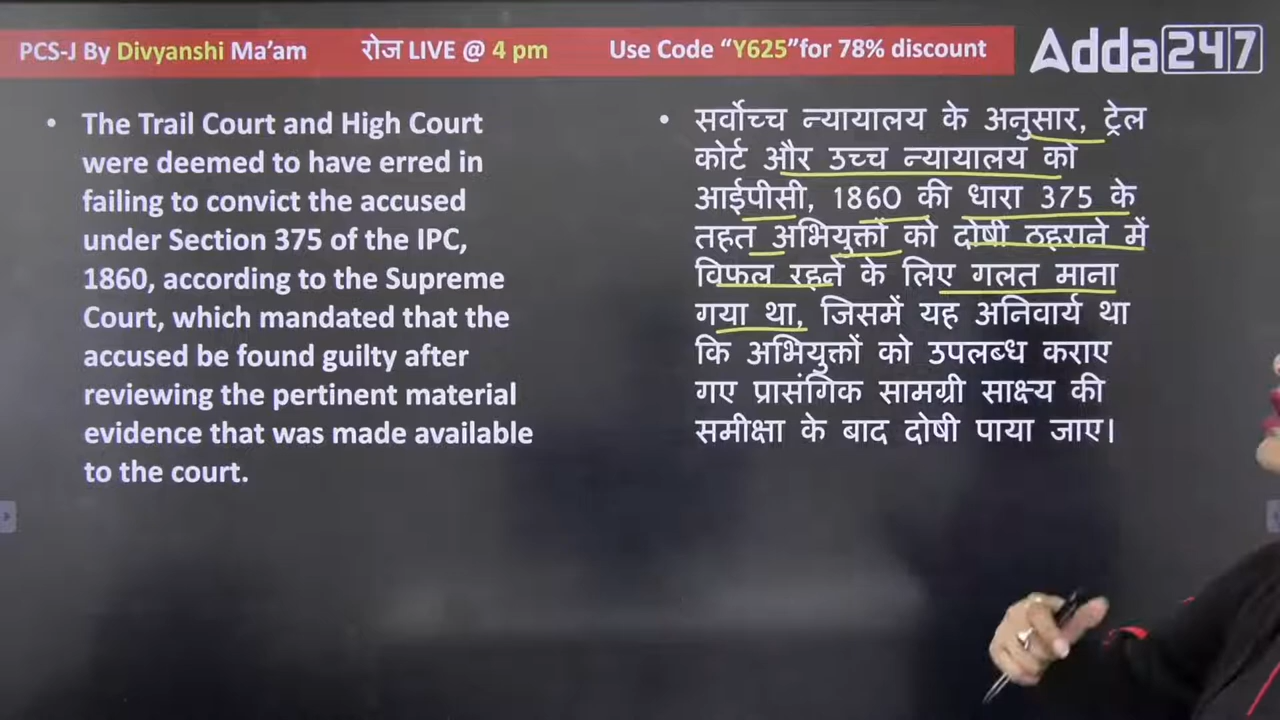 PCS-J By Divyanshi Ma’am रोज LIVE @ 4 pm Use Code “Y625”for 78% discount
Adda247
• The Trail Court and High Court
were deemed to have erred in
failing to convict the accused
under Section 375 of the IPC,
1860, according to the Supreme
Court, which mandated that the
accused be found guilty after
reviewing the pertinent material
evidence that was made available
to the court.
• सर्वोच्च न्यायालय के अनुसार, ट्रेल
कोर्ट और उच्च न्यायालय को
आईपीसी, 1860 की धारा 375 के
तहत अभियुक्तों को दोषी ठहराने में
विफल रहने के लिए गलत माना
गया था, जिसमें यह अनिवार्य था
कि अभियुक्तों को उपलब्ध कराए
गए प्रासंगिक सामग्री साक्ष्य की
समीक्षा के बाद दोषी पाया जाए।